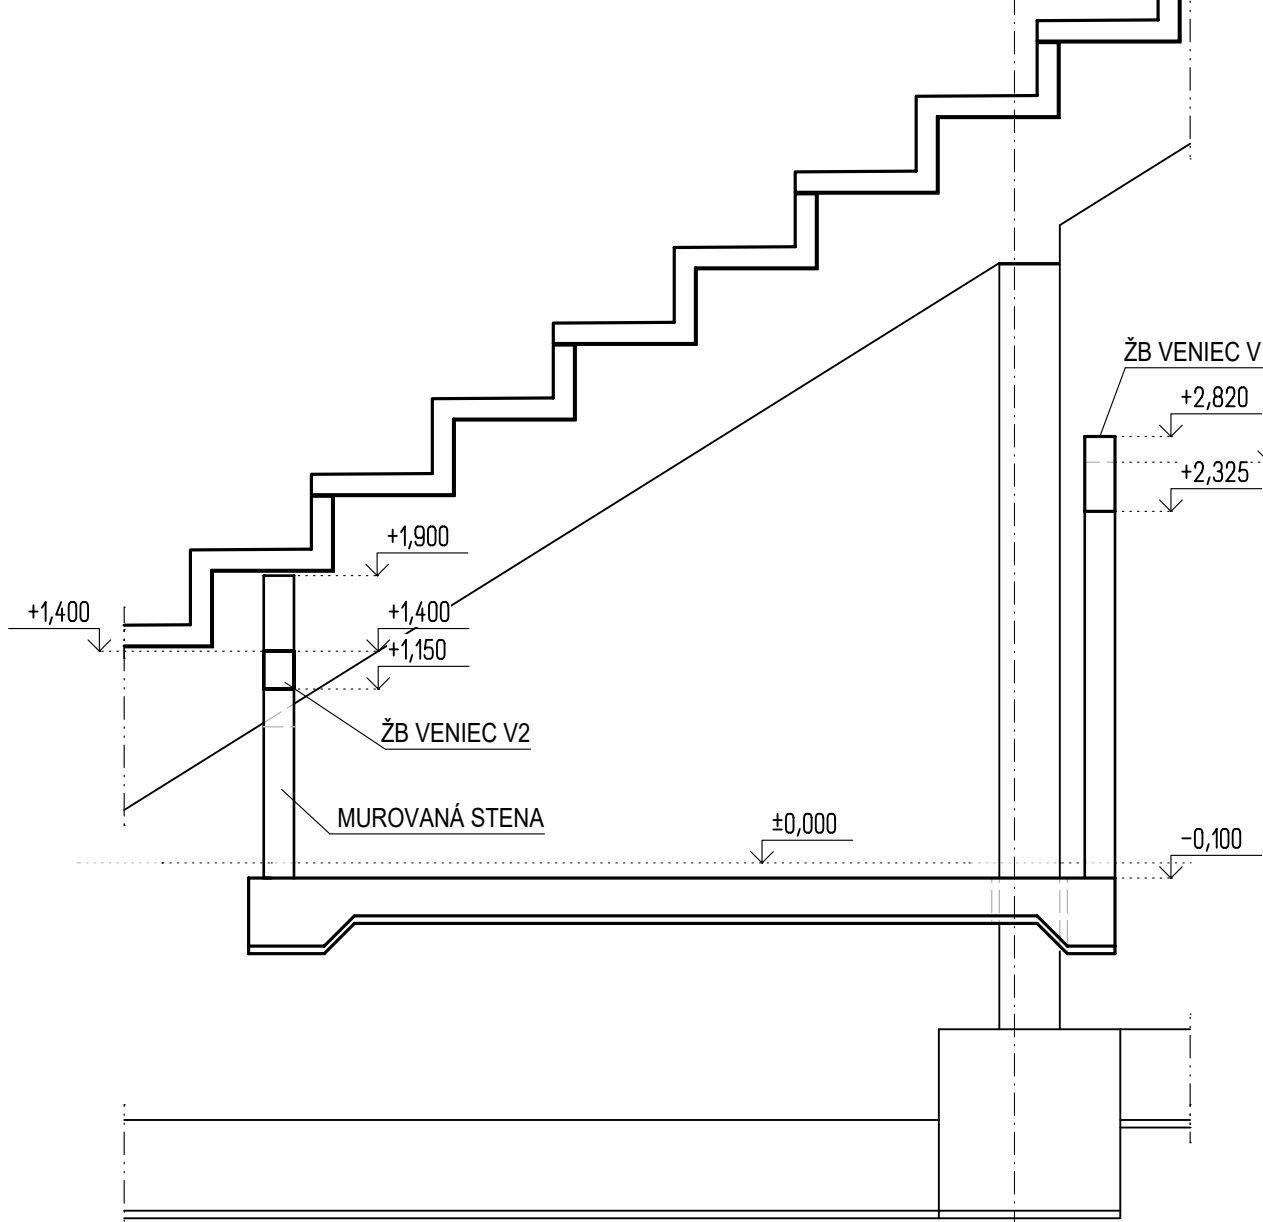 ŽB VENIEC V
+2,820
+2,325
+1,900
+1,400
+1,400
+1,150
ŽB VENIEC V2
MUROVANÁ STENA
±0,000
-0,100